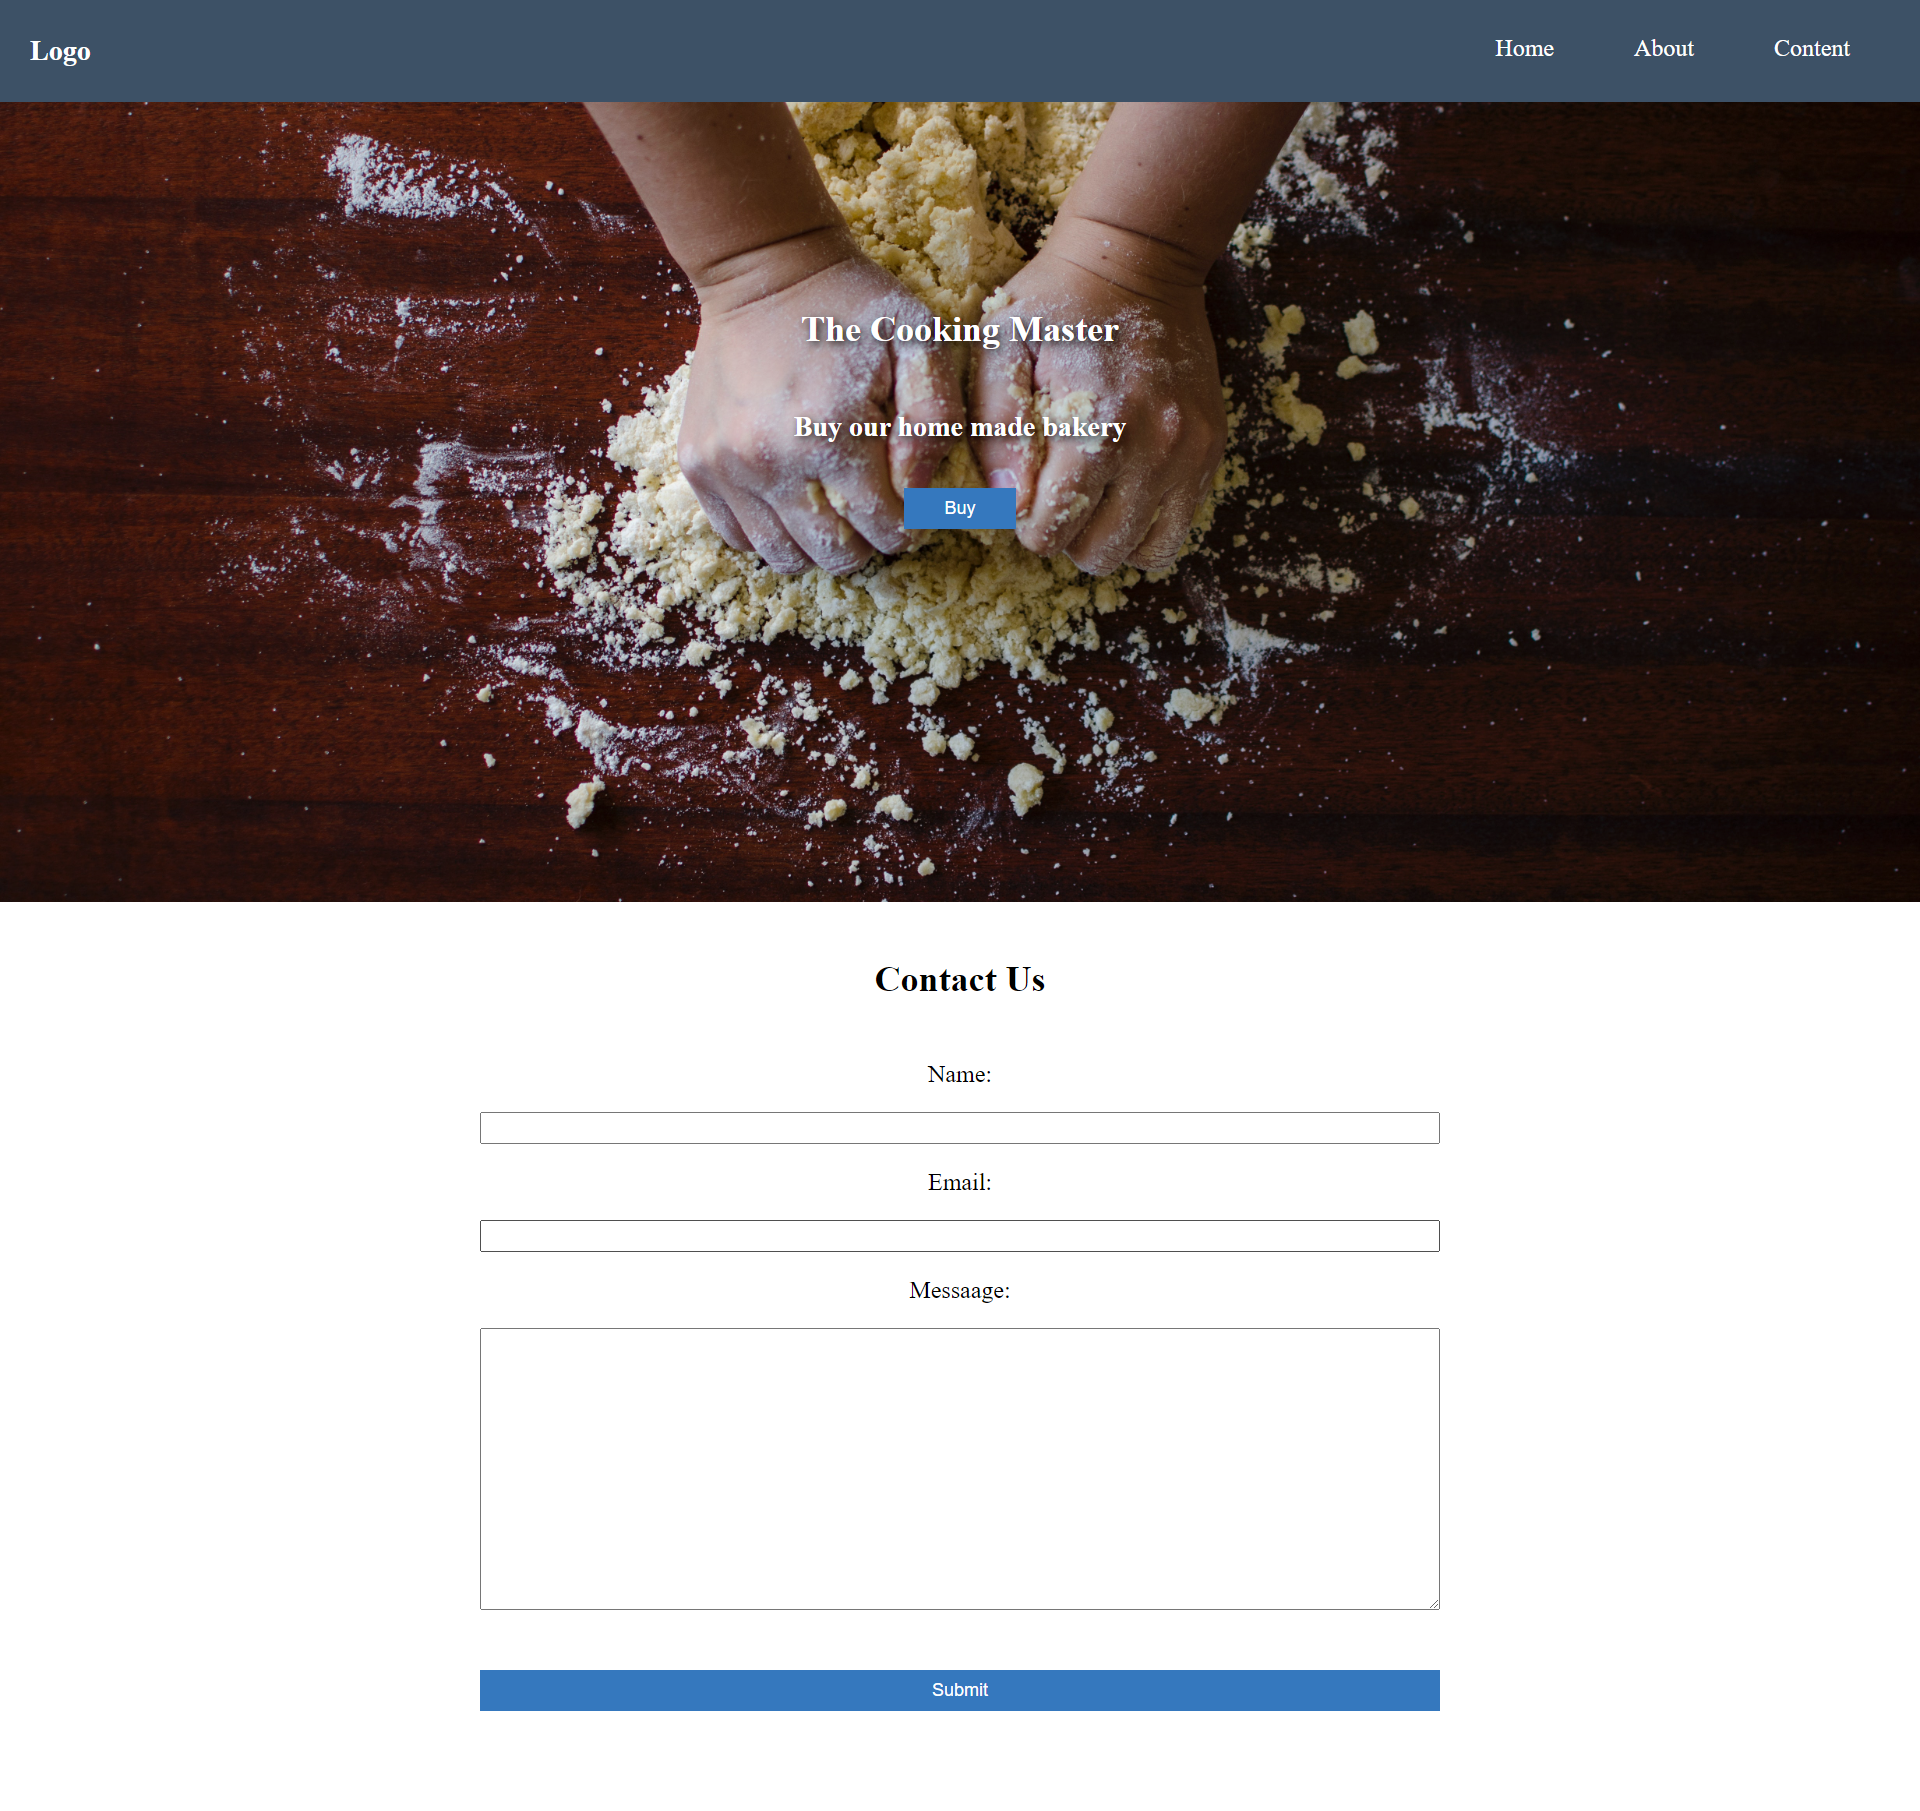 Logo
Home About Content
The Cooking Master
Buy our home made bakery
Buy
Contact Us
Name:
Email:
Messaage:
Submit